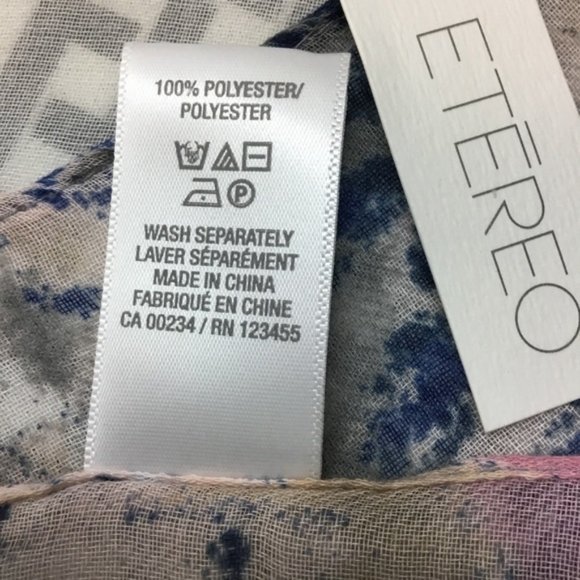 100% POLYESTER/
POLYESTER
P
WASH SEPARATELY
LAVER SÉPARÉMENT
MADE IN CHINA
FABRIQUÉ EN CHINE
CA 00234 / RN 123455
ETĒREO